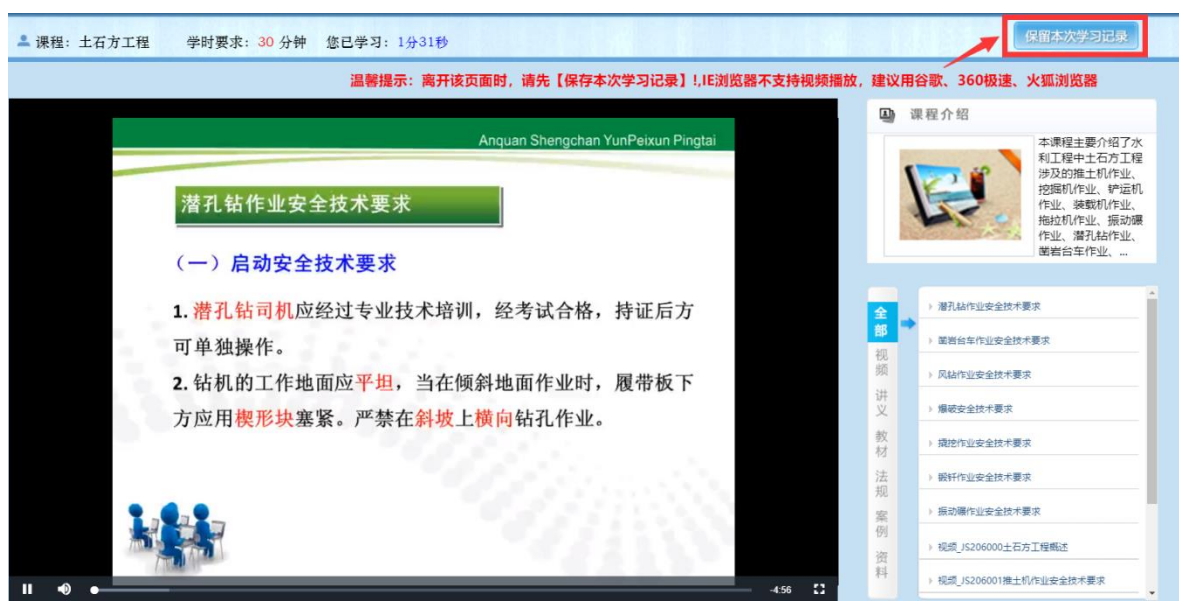 课程：土石方工程 学时要求：30 分钟 您已学习：1分31秒
保留本次学习记录
温馨提示：离开该页面时，请先【保存本次学习记录】!,IE浏览器不支持视频播放，建议用谷歌、360极速、火狐浏览器
Anquan Shengchan YunPeixun Pingtai
潜孔钻作业安全技术要求
（一）启动安全技术要求
1. 潜孔钻司机应经过专业技术培训，经考试合格，持证后方
可单独操作。
2. 钻机的工作地面应平坦，当在倾斜地面作业时，履带板下
方应用楔形块塞紧。严禁在斜坡上横向钻孔作业。
-4:56
课程介绍
本课程主要介绍了水
利工程中土石方工程
涉及的推土机作业、
挖掘机作业、铲运机
作业、装载机作业、
拖拉机作业、振动碾
作业、潜孔钻作业、
凿岩台车作业、...
全部
视频
讲义
教材
法规
案例
资料
潜孔钻作业安全技术要求
凿岩台车作业安全技术要求
风钻作业安全技术要求
爆破安全技术要求
撬挖作业安全技术要求
锻钎作业安全技术要求
振动碾作业安全技术要求
视频_JS206000土石方工程概述
视频_JS206001推土机作业安全技术要求